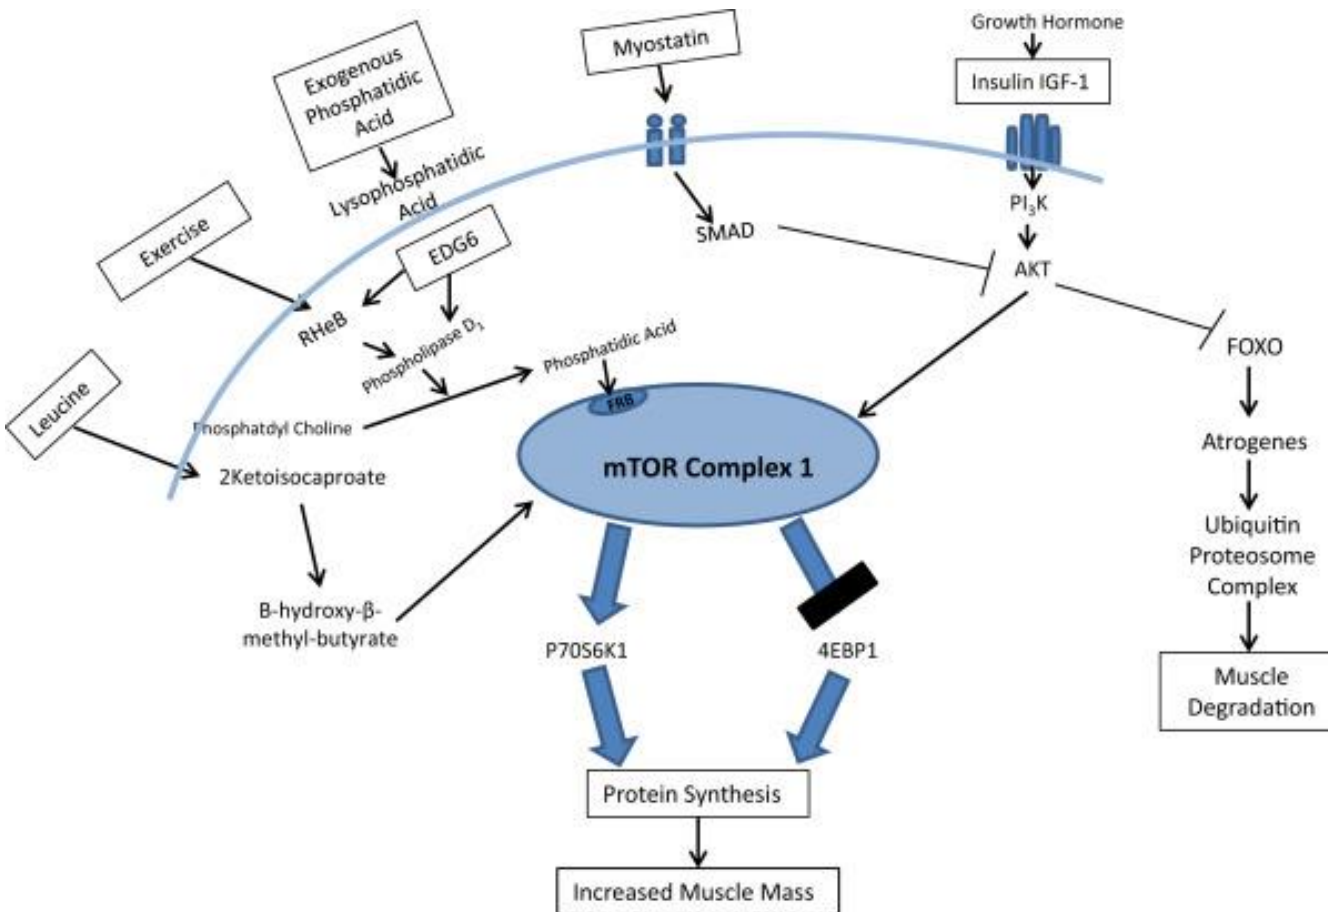 Growth Hormone
Insulin IGF-1
Myostatin
Exogenous
Phosphatidic
Acid
Lysophosphatidic
Acid
PI3K
SMAD
AKT
Exercise
EDG6
RHeB
Phospholipase D1
Phosphatidic Acid
FOXO
Leucine
FRB
Phosphatdyl Choline
2Ketoisocaproate
mTOR Complex 1
Atrogenes
Ubiquitin
Proteosome
Complex
B-hydroxy-β-
methyl-butyrate
P70S6K1
4EBP1
Muscle
Degradation
Protein Synthesis
Increased Muscle Mass